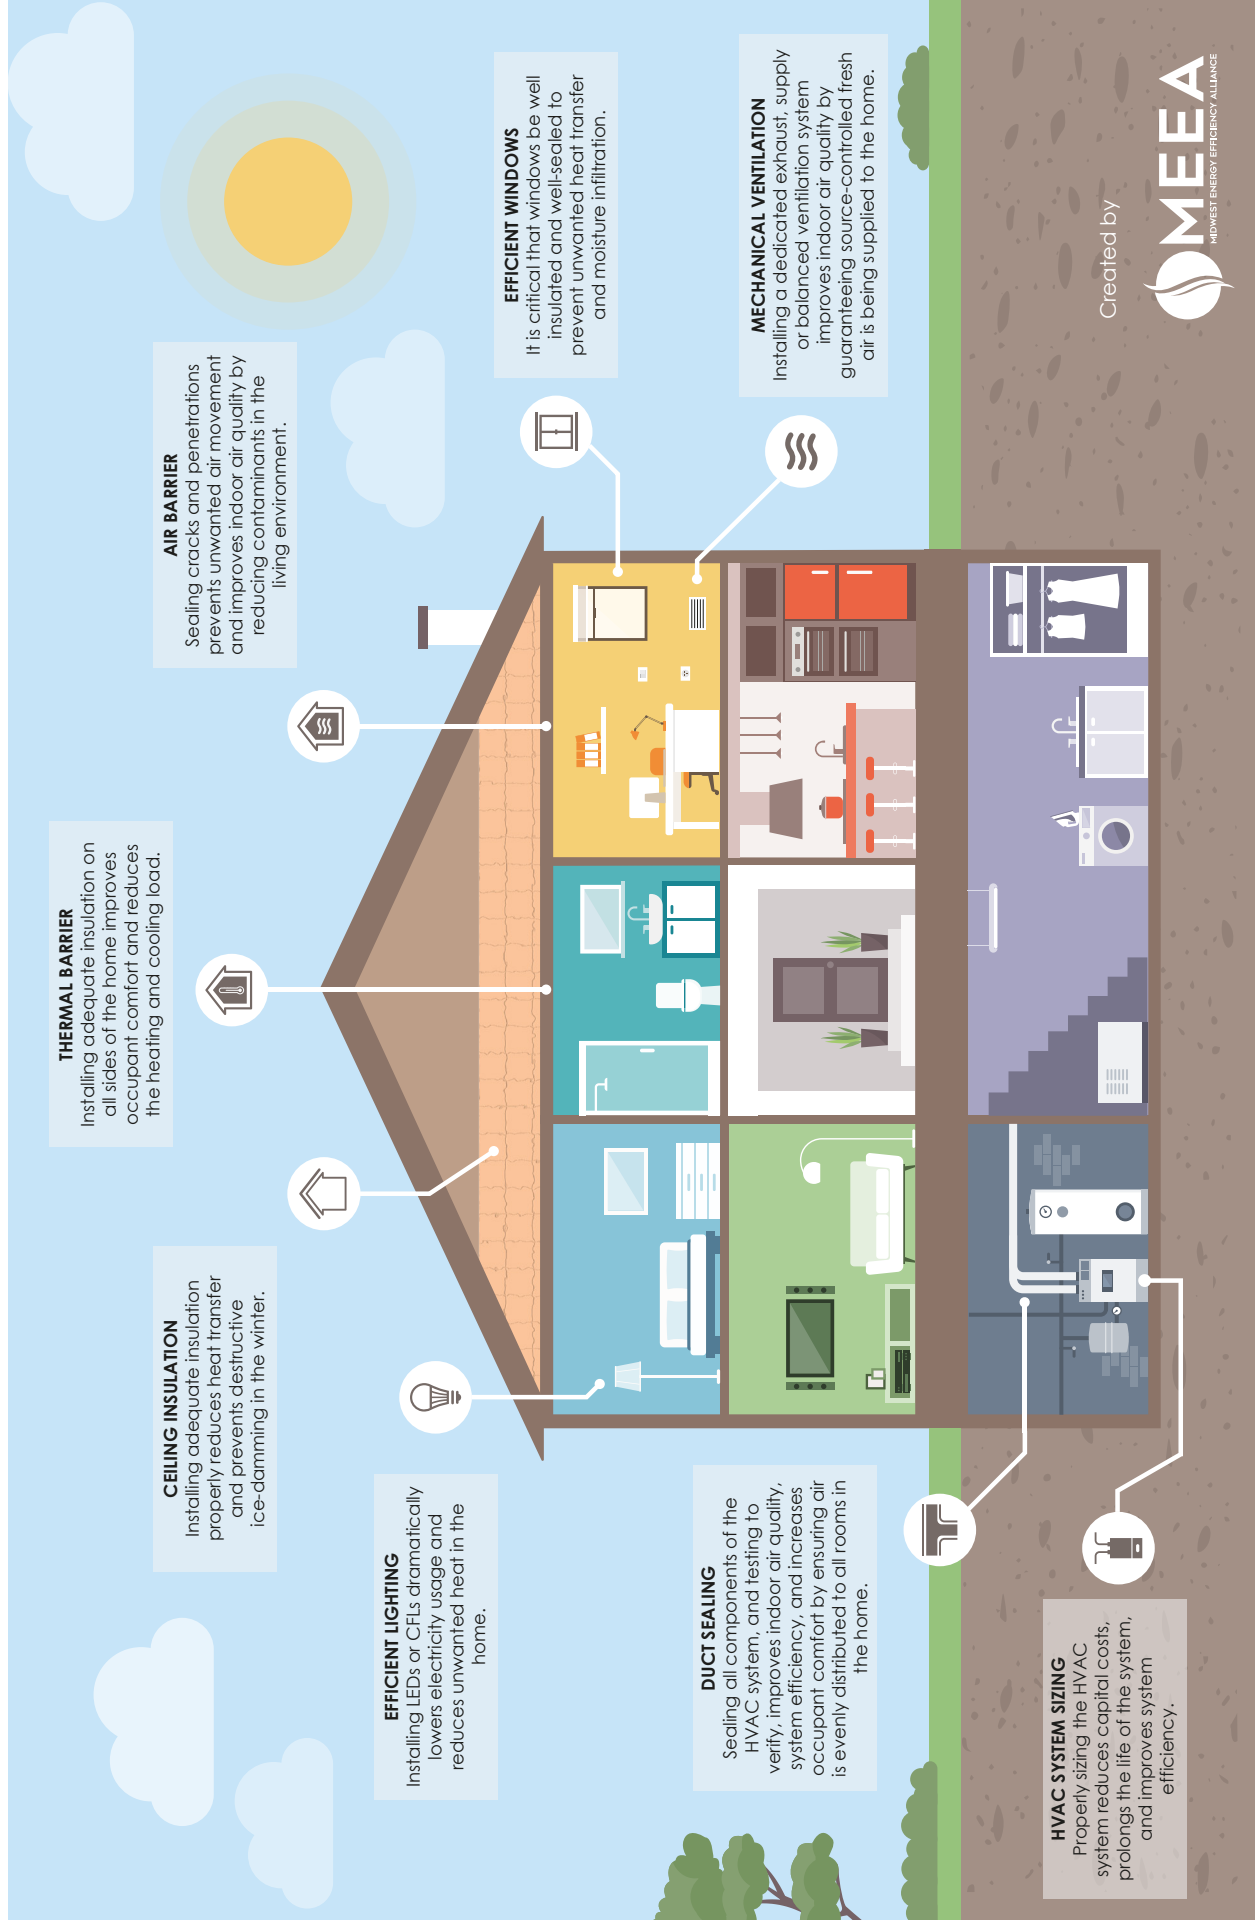 THERMAL BARRIER
Installing adequate insulation on
all sides of the home improves
occupant comfort and reduces
the heating and cooling load.
CEILING INSULATION
Installing adequate insulation
properly reduces heat transfer
and prevents destructive
ice-damming in the winter.
AIR BARRIER
Sealing cracks and penetrations
prevents unwanted air movement
and improves indoor air quality by
reducing contaminants in the
living environment.
EFFICIENT LIGHTING
Installing LEDs or CFLs dramatically
lowers electricity usage and
reduces unwanted heat in the
home.
EFFICIENT WINDOWS
It is critical that windows be well
insulated and well-sealed to
prevent unwanted heat transfer
and moisture infiltration.
DUCT SEALING
Sealing all components of the
HVAC system, and testing to
verify, improves indoor air quality,
system efficiency, and increases
occupant comfort by ensuring air
is evenly distributed to all rooms in
the home.
MECHANICAL VENTILATION
Installing a dedicated exhaust, supply
or balanced ventilation system
improves indoor air quality by
guaranteeing source-controlled fresh
air is being supplied to the home.
HVAC SYSTEM SIZING
Properly sizing the HVAC
system reduces capital costs,
prolongs the life of the system,
and improves system
efficiency.
Created by
MEEA
MIDWEST ENERGY EFFICIENCY ALLIANCE